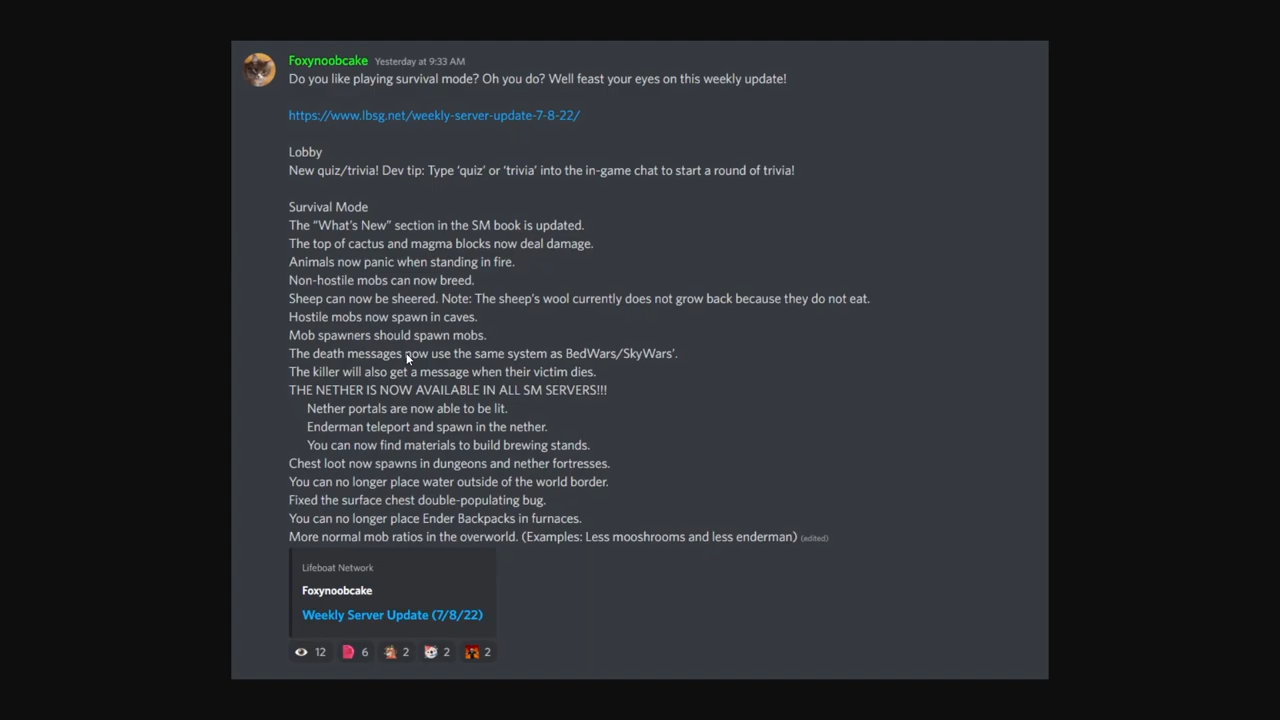 Foxynoobcake Yesterday at 9:33 AM
Do you like playing survival mode? Oh you do? Well feast your eyes on this weekly update!
https://www.lbsg.net/weekly-server-update-7-8-22/
Lobby
New quiz/trivia! Dev tip: Type ‘quiz’ or ‘trivia’ into the in-game chat to start a round of trivia!
Survival Mode
The “What’s New” section in the SM book is updated.
The top of cactus and magma blocks now deal damage.
Animals now panic when standing in fire.
Non-hostile mobs can now breed.
Sheep can now be sheered. Note: The sheep’s wool currently does not grow back because they do not eat.
Hostile mobs now spawn in caves.
Mob spawners should spawn mobs.
The death messages now use the same system as BedWars/SkyWars’.
The killer will also get a message when their victim dies.
THE NETHER IS NOW AVAILABLE IN ALL SM SERVERS!!!
Nether portals are now able to be lit.
Enderman teleport and spawn in the nether.
You can now find materials to build brewing stands.
Chest loot now spawns in dungeons and nether fortresses.
You can no longer place water outside of the world border.
Fixed the surface chest double-populating bug.
You can no longer place Ender Backpacks in furnaces.
More normal mob ratios in the overworld. (Examples: Less mooshrooms and less enderman) (edited)
Lifeboat Network
Foxynoobcake
Weekly Server Update (7/8/22)
12 6 2 2 2